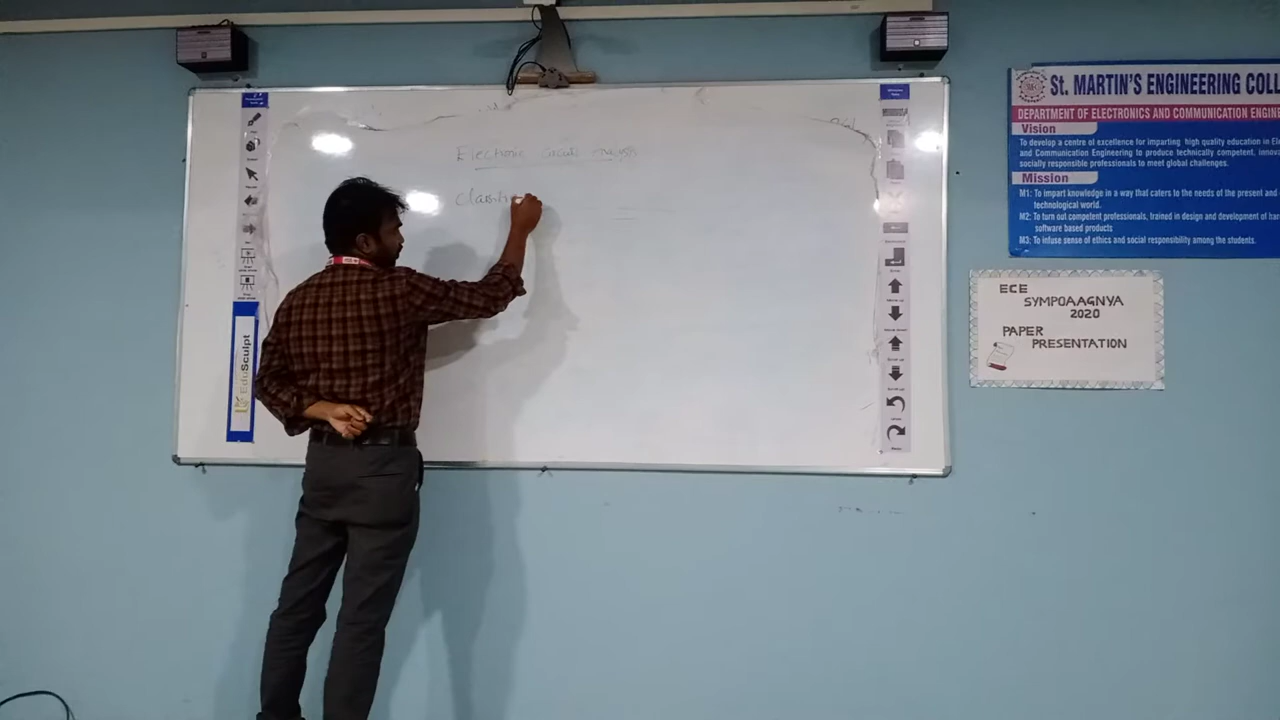 Electronic Circuit analysis
Classifi
EduSculpt
St. MARTIN'S ENGINEERING COLL
DEPARTMENT OF ELECTRONICS AND COMMUNICATION ENGINE
Vision
To develop a centre of excellence for imparting high quality education in El
and Communication Engineering to produce technically competent, innova
socially responsible professionals to meet global challenges.
Mission
M1: To impart knowledge in a way that caters to the needs of the present and
technological world.
M2: To turn out competent professionals, trained in design and development of har
software based products
M3: To infuse sense of ethics and social responsibility among the students.
ECE
SYMPOAAGNYA
2020
PAPER
PRESENTATION